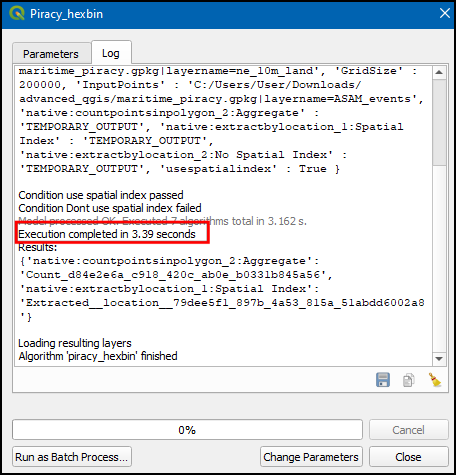 Piracy_hexbin
Parameters
Log
maritime_piracy.gpkg|layername=ne_10m_land', 'GridSize' :
200000, 'InputPoints' : 'C:/Users/User/Downloads/
advanced_qgis/maritime_piracy.gpkg|layername=ASAM_events',
'native:countpointsinpolygon_2:Aggregate' :
'TEMPORARY_OUTPUT', 'native:extractbylocation_1:Spatial
Index' : 'TEMPORARY_OUTPUT',
'native:extractbylocation_2:No Spatial Index' :
'TEMPORARY_OUTPUT', 'usespatialindex' : True }
Condition use spatial index passed
Condition Dont use spatial index failed
Model processed OK. Executed 7 algorithms total in 3.162 s.
Execution completed in 3.39 seconds
Results:
{'native:countpointsinpolygon_2:Aggregate':
'Count_d84e2e6a_c918_420c_ab0e_b0331b845a56',
'native:extractbylocation_1:Spatial Index':
'Extracted__location__79dee5f1_897b_4a53_815a_51abdd6002a8
'}
Loading resulting layers
Algorithm 'piracy_hexbin' finished
0%
Cancel
Run as Batch Process...
Change Parameters
Close